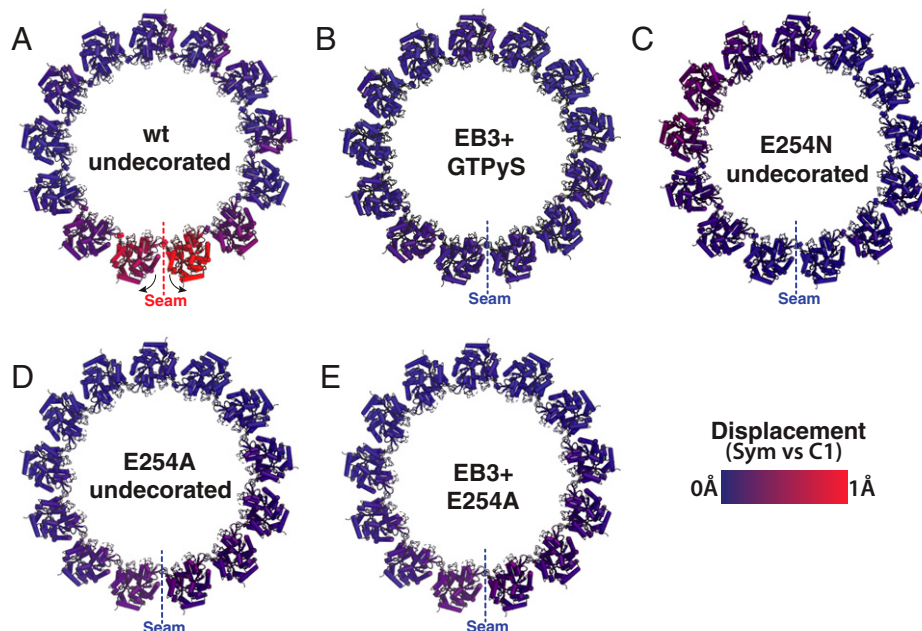 A
wt
undecorated
Seam
B
EB3+
GTPyS
Seam
C
E254N
undecorated
Seam
D
E254A
undecorated
Seam
E
EB3+
E254A
Seam
Displacement
(Sym vs C1)
0Å
1Å